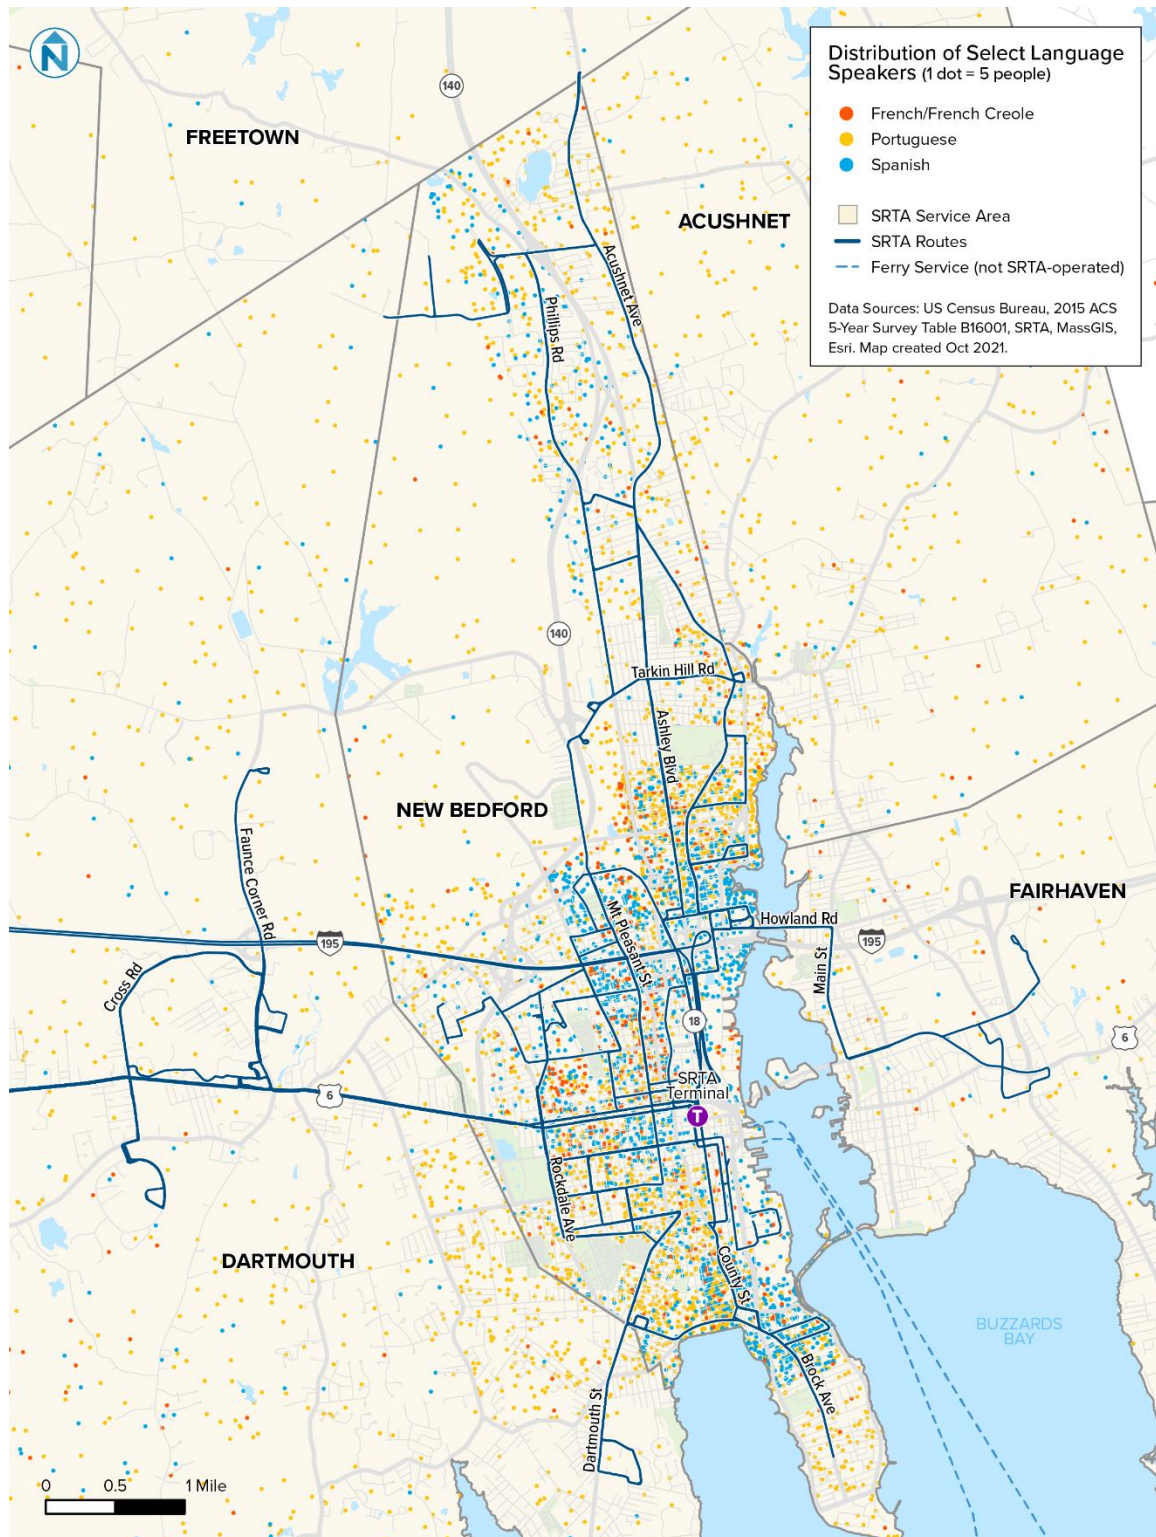 N
Distribution of Select Language
Speakers (1 dot = 5 people)
French/French Creole
Portuguese
Spanish
SRTA Service Area
SRTA Routes
Ferry Service (not SRTA-operated)
Data Sources: US Census Bureau, 2015 ACS
5-Year Survey Table B16001, SRTA, MassGIS,
Esri. Map created Oct 2021.
140
FREETOWN
ACUSHNET
Acushnet Ave
Phillips Rd
140
Tarkin Hill Rd
Ashley Blvd
NEW BEDFORD
Faunce Corner Rd
FAIRHAVEN
Mt Pleasant St
Howland Rd
195
195
Main St
Cross Rd
18
6
SRTA
Terminal
T
6
Rockdale Ave
DARTMOUTH
County St
BUZZARDS
BAY
Brock Ave
Dartmouth St
0 0.5 1 Mile